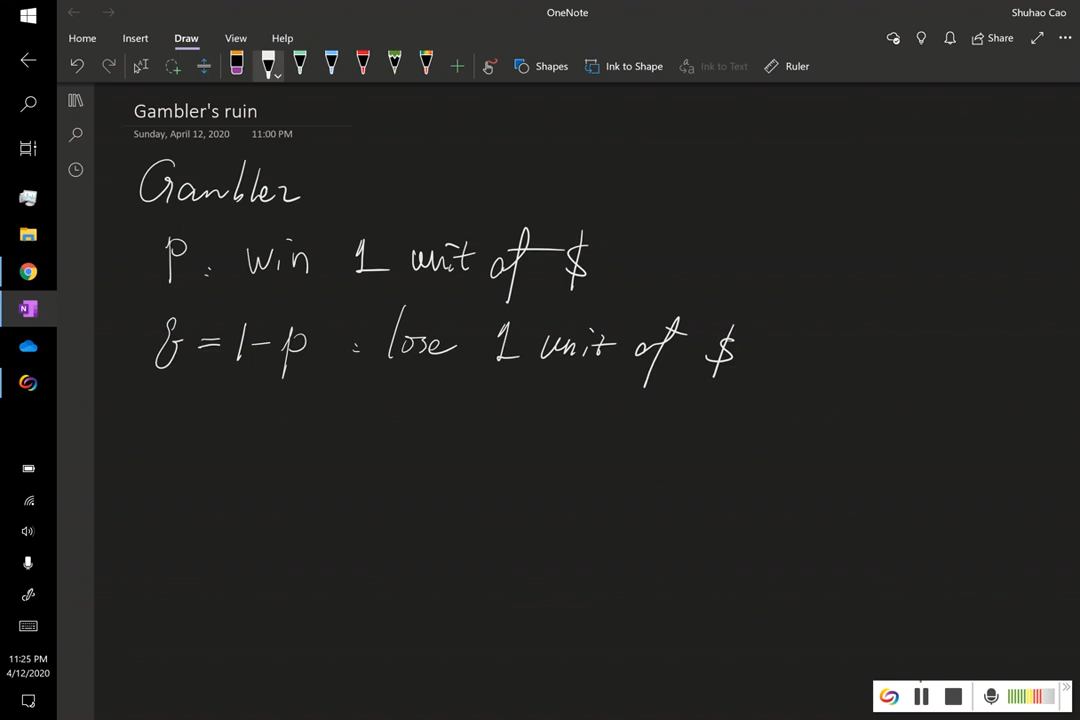 OneNote
Shuhao Cao
Home Insert Draw View Help
Share
Shapes Ink to Shape Ink to Text Ruler
Gambler's ruin
Sunday, April 12, 2020 11:00 PM
Gambler
p : win 1 unit of $
q = 1 - p : lose 1 unit of $
11:25 PM
4/12/2020